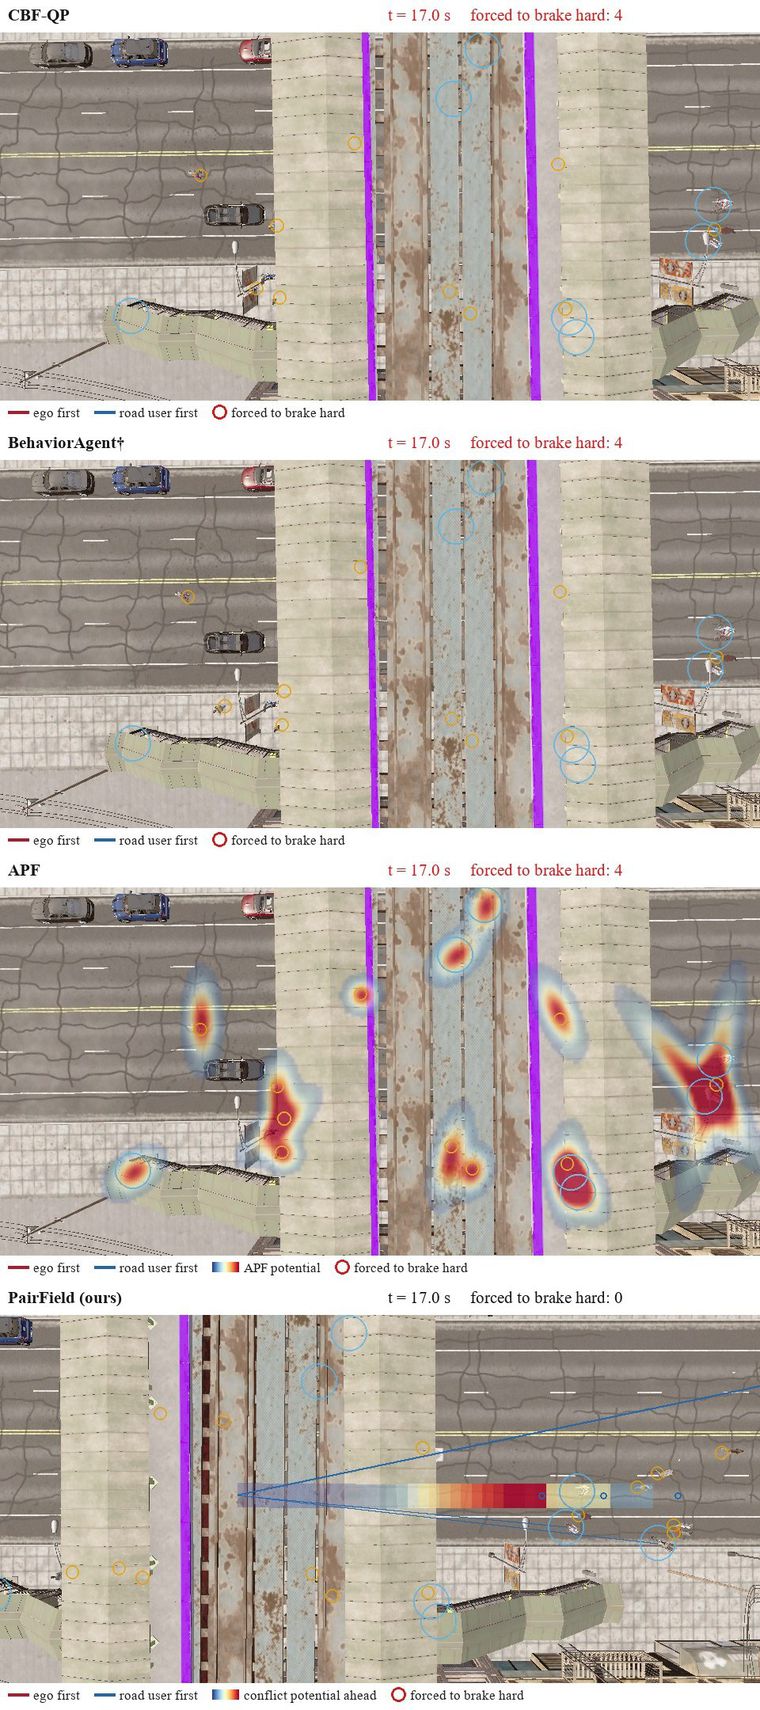 CBF-QP t = 17.0 s forced to brake hard: 4
ego first road user first forced to brake hard
BehaviorAgent† t = 17.0 s forced to brake hard: 4
ego first road user first forced to brake hard
APF t = 17.0 s forced to brake hard: 4
ego first road user first APF potential forced to brake hard
PairField (ours) t = 17.0 s forced to brake hard: 0
ego first road user first conflict potential ahead forced to brake hard